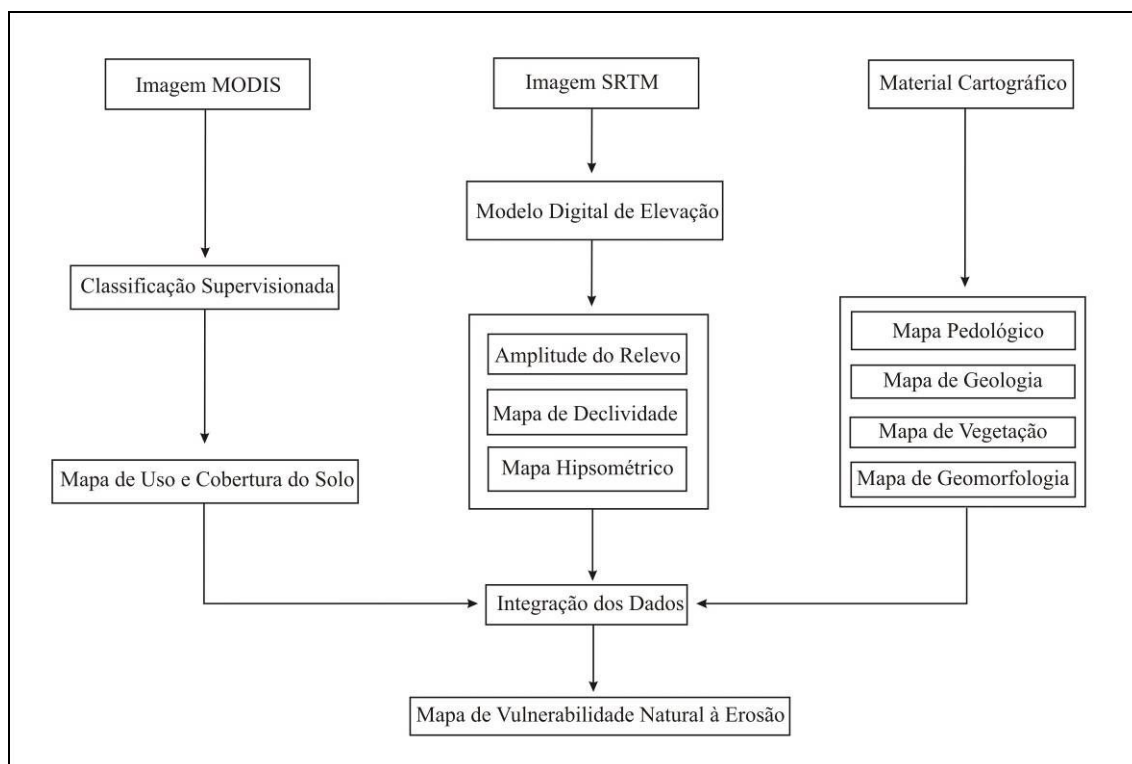 Imagem MODIS
Imagem SRTM
Material Cartográfico
Modelo Digital de Elevação
Classificação Supervisionada
Amplitude do Relevo
Mapa de Declividade
Mapa Hipsométrico
Mapa Pedológico
Mapa de Geologia
Mapa de Vegetação
Mapa de Geomorfologia
Mapa de Uso e Cobertura do Solo
Integração dos Dados
Mapa de Vulnerabilidade Natural à Erosão